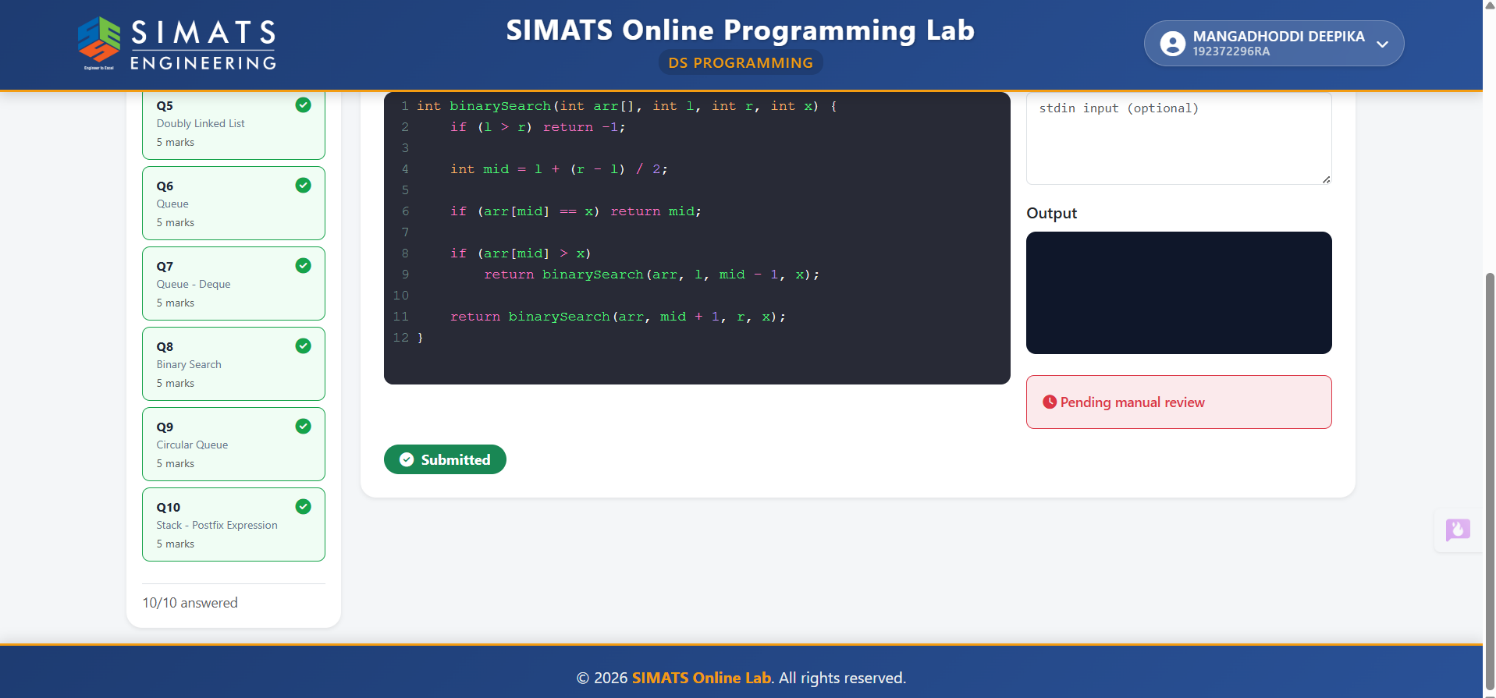 SIMATS
ENGINEERING
Engineer to Excel
SIMATS Online Programming Lab
DS PROGRAMMING
MANGADHODDI DEEPIKA
192372296RA
Q5
Doubly Linked List
5 marks
Q6
Queue
5 marks
Q7
Queue - Deque
5 marks
Q8
Binary Search
5 marks
Q9
Circular Queue
5 marks
Q10
Stack - Postfix Expression
5 marks
10/10 answered
1 int binarySearch(int arr[], int l, int r, int x) {
2     if (l > r) return -1;
3
4     int mid = l + (r - l) / 2;
5
6     if (arr[mid] == x) return mid;
7
8     if (arr[mid] > x)
9         return binarySearch(arr, l, mid - 1, x);
10
11     return binarySearch(arr, mid + 1, r, x);
12 }
Submitted
stdin input (optional)
Output
Pending manual review
© 2026 SIMATS Online Lab. All rights reserved.